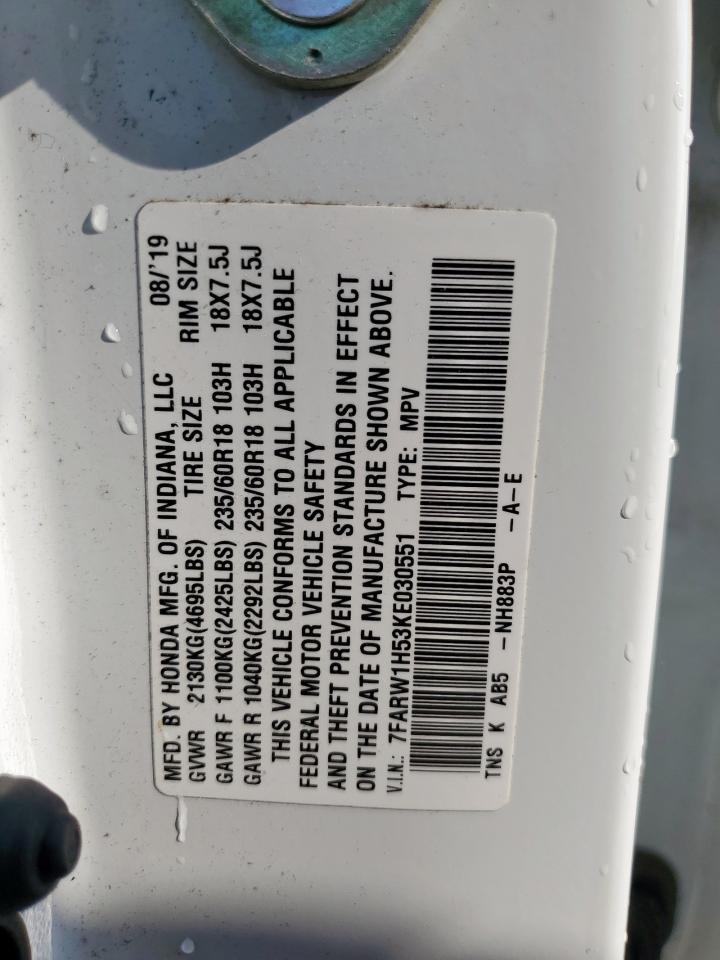 MFD. BY HONDA MFG. OF INDIANA, LLC 08/'19
GVWR 2130KG(4695LBS) TIRE SIZE RIM SIZE
GAWR F 1100KG(2425LBS) 235/60R18 103H 18X7.5J
GAWR R 1040KG(2292LBS) 235/60R18 103H 18X7.5J
THIS VEHICLE CONFORMS TO ALL APPLICABLE
FEDERAL MOTOR VEHICLE SAFETY
AND THEFT PREVENTION STANDARDS IN EFFECT
ON THE DATE OF MANUFACTURE SHOWN ABOVE.
V.I.N.: 7FARW1H53KE030551 TYPE: MPV
TNS K AB5 -NH883P -A-E